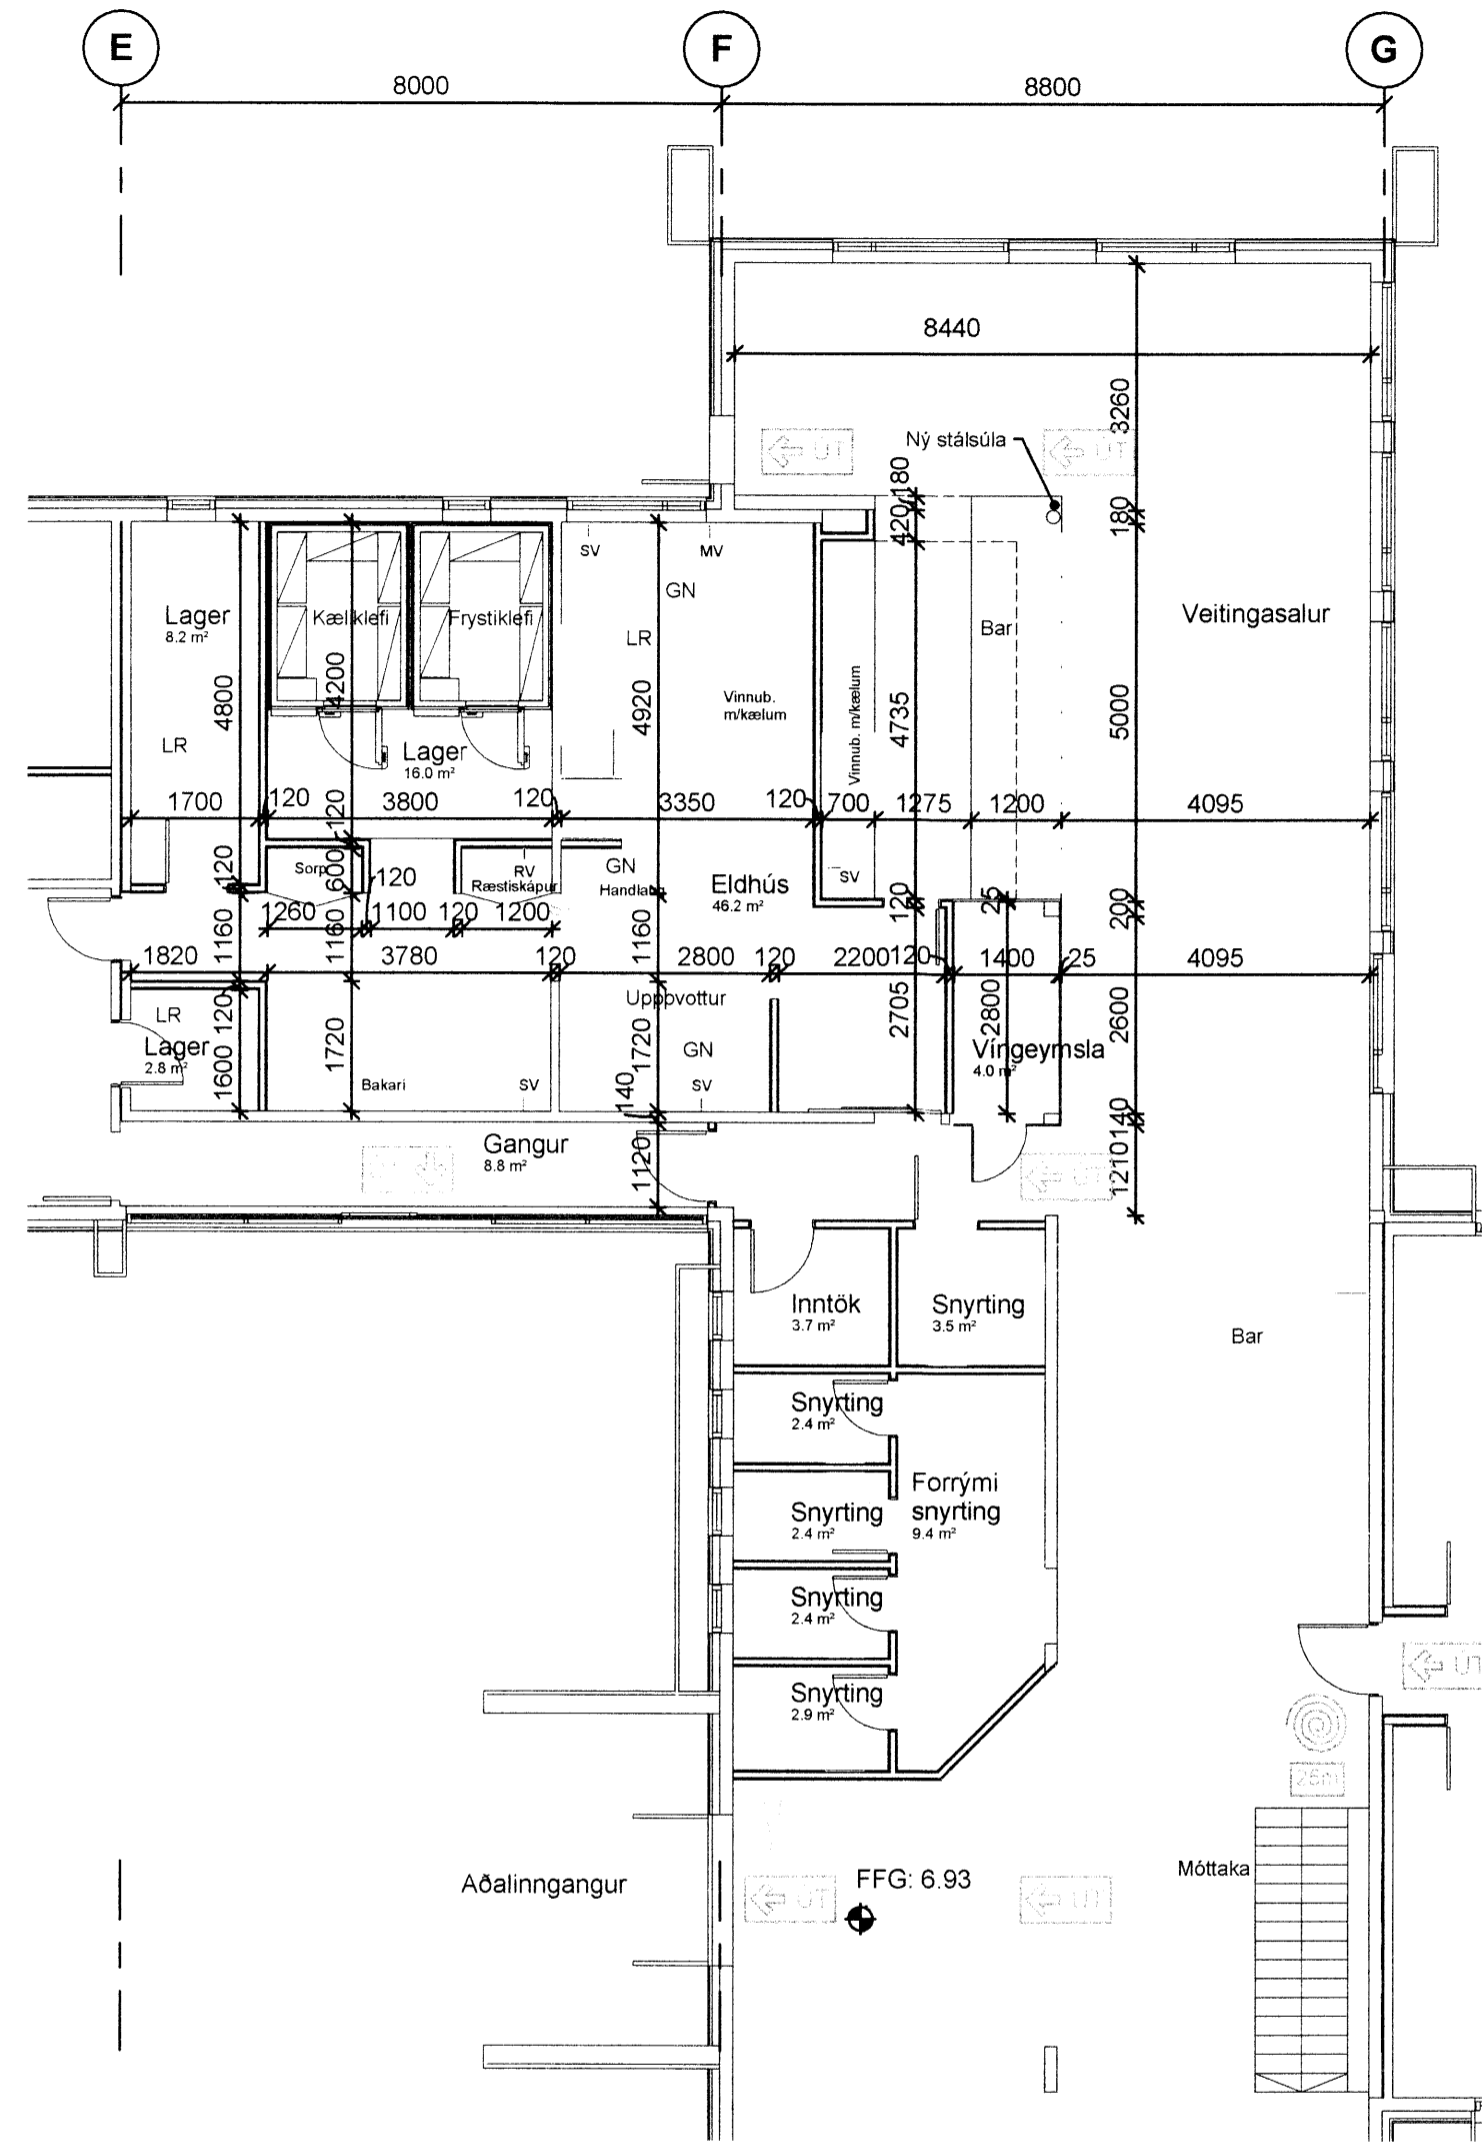 E
F
G
8000
8800
8440
3260
Ný stálsúla
ÚT
ÚT
180
420
180
SV
MV
GN
LR
Lager
8.2 m²
Kæliklefi
Frystiklefi
Bar
Veitingasalur
4800
4200
4920
Vinnub.
m/kælum
Vinnub. m/kælum
4735
5000
LR
Lager
16.0 m²
1700
120
3800
120
3350
120
700
1275
1200
4095
120
120
Sorp
600
120
RV
Ræstiskápur
GN
Handlaug
Eldhús
46.2 m²
SV
120
25
200
1260
1100
120
1200
1160
1160
1160
1820
3780
120
2800
120
2200
120
1400
25
4095
120
LR
Lager
2.8 m²
1600
1720
Bakari
SV
Uppþvottur
1720
GN
SV
140
2705
2800
Víngeymsla
4.0 m²
2600
140
Gangur
8.8 m²
1120
ÚT
1210
Inntök
3.7 m²
Snyrting
3.5 m²
Bar
Snyrting
2.4 m²
Forrými
snyrting
9.4 m²
Snyrting
2.4 m²
Snyrting
2.4 m²
Snyrting
2.9 m²
ÚT
25m
Aðalinngangur
FFG: 6.93
Móttaka
ÚT
ÚT